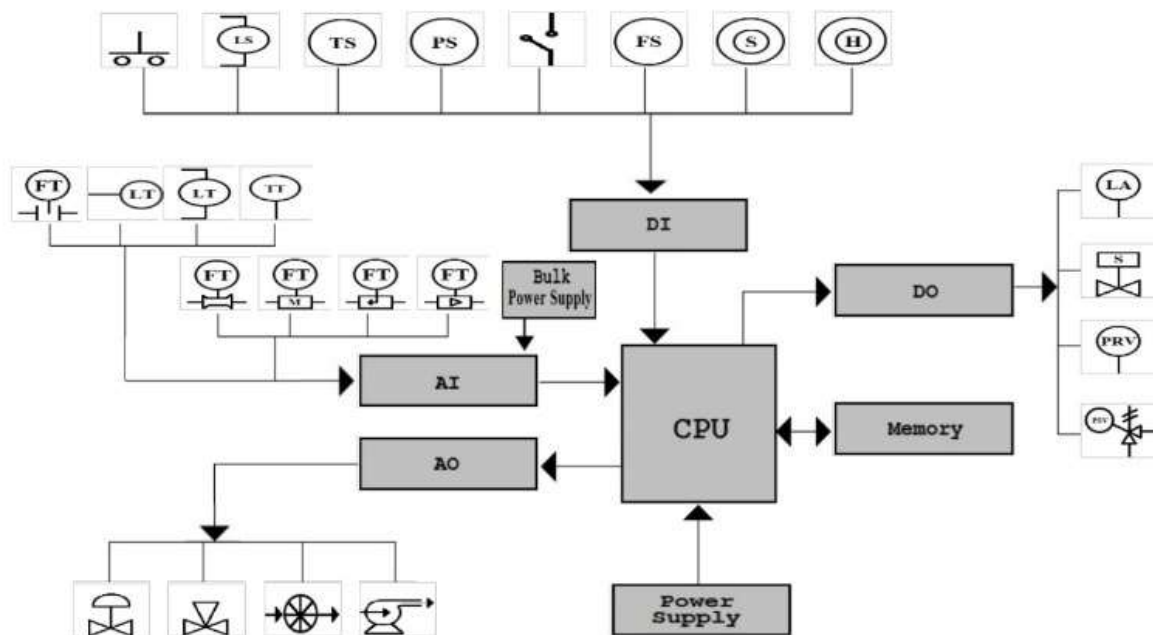 LS
TS
PS
FS
S
H
FT
LT
LT
TT
DI
LA
FT
FT
M
FT
FT
Bulk
Power Supply
DO
S
PRV
AI
CPU
Memory
PSV
AO
Power
Supply